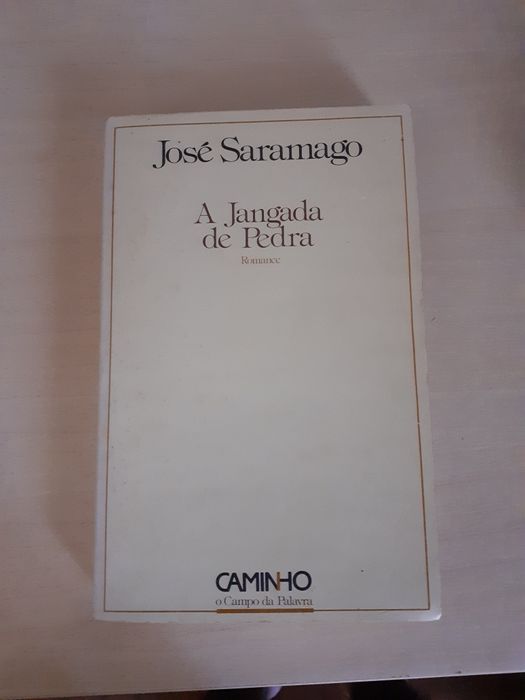 José Saramago
A Jangada
de Pedra
Romance
CAMINHO
o Campo da Palavra